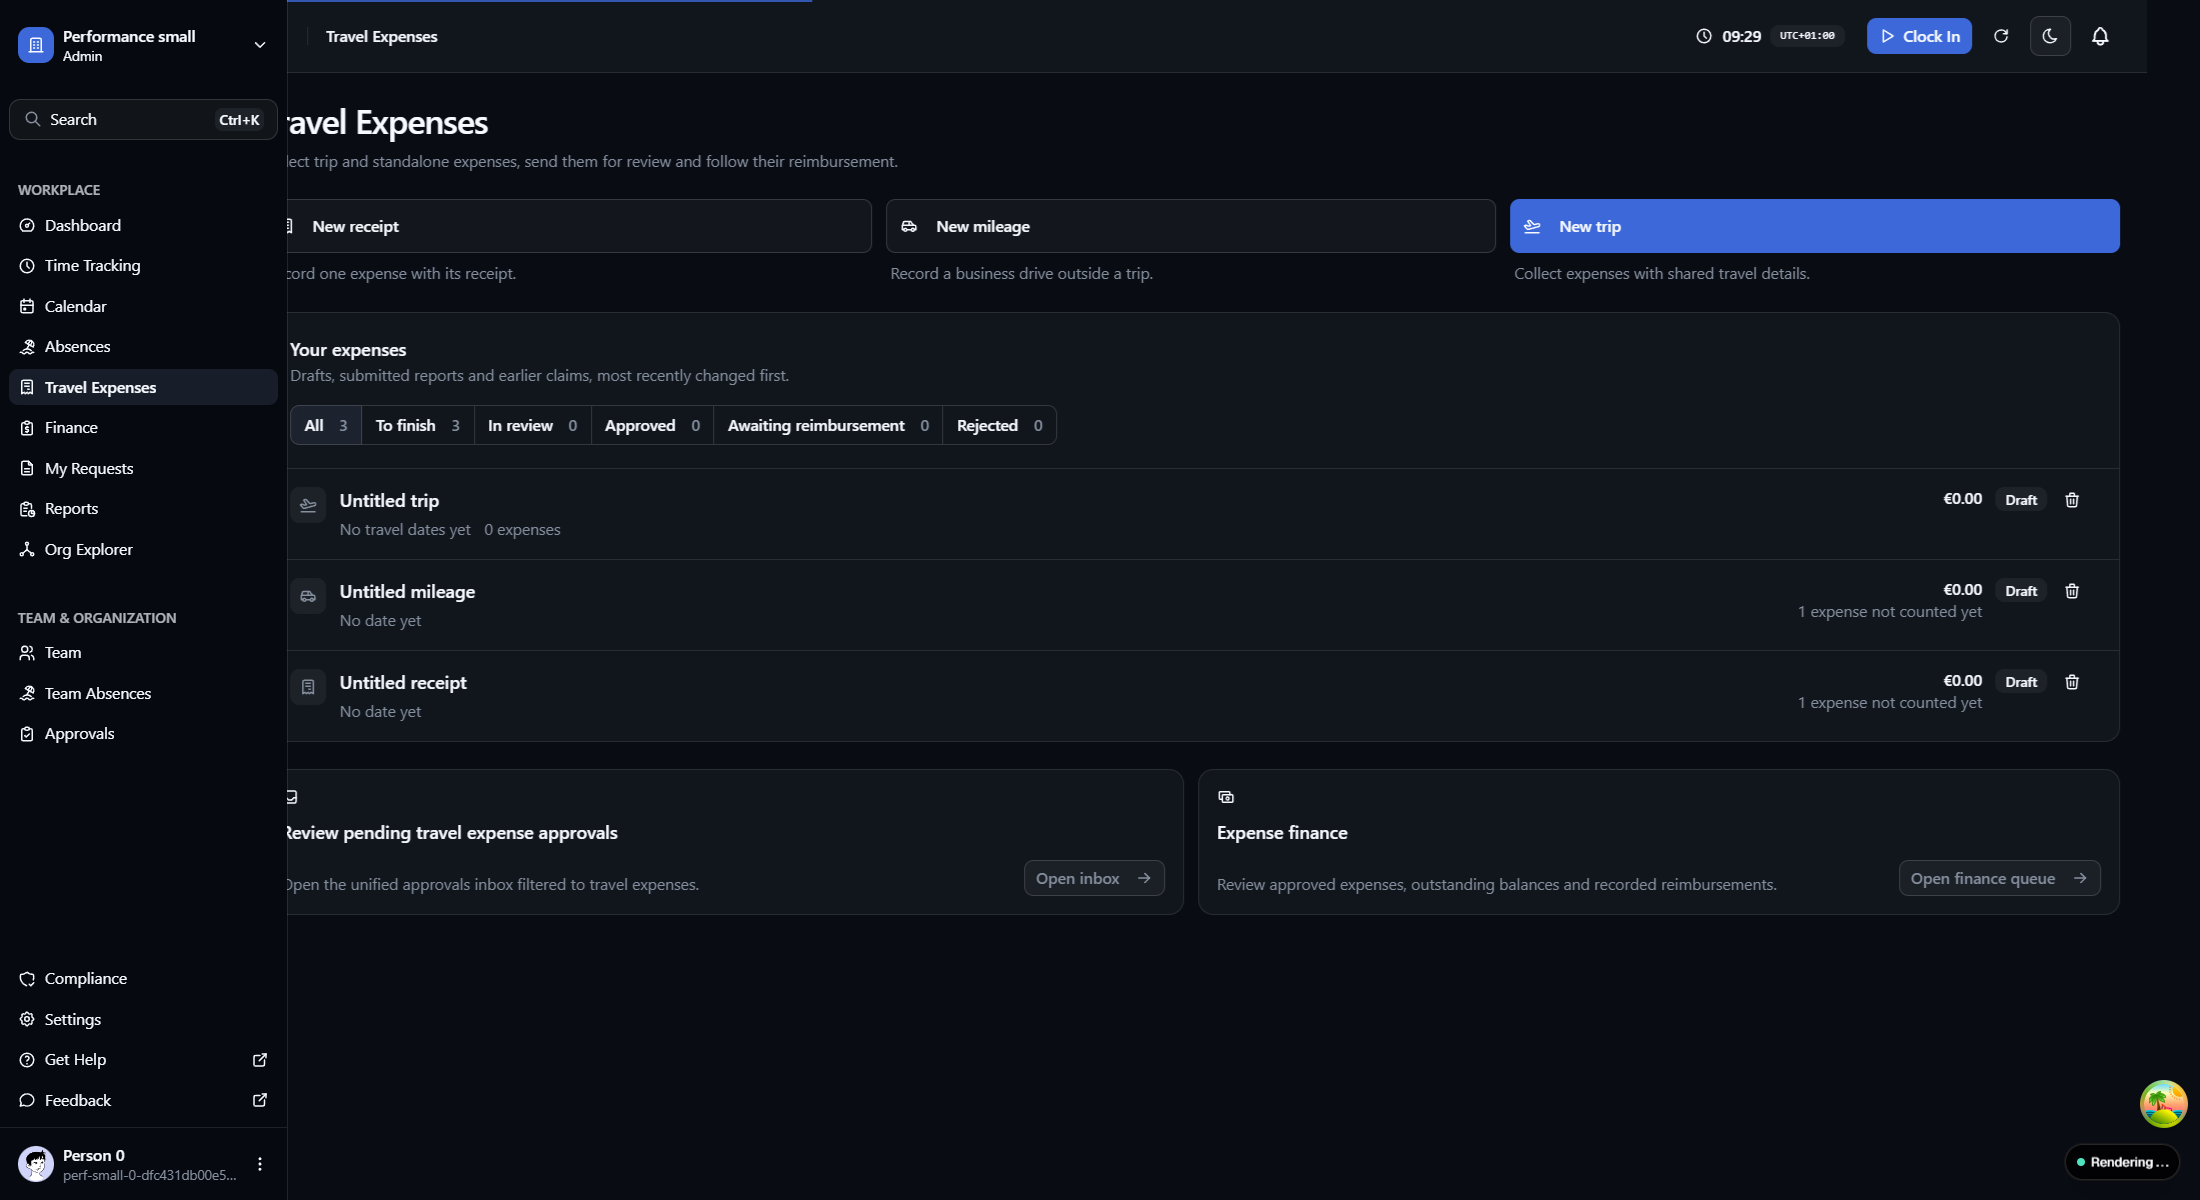 Performance small
Admin
Search
Ctrl+K
WORKPLACE
Dashboard
Time Tracking
Calendar
Absences
Travel Expenses
Finance
My Requests
Reports
Org Explorer
TEAM & ORGANIZATION
Team
Team Absences
Approvals
Compliance
Settings
Get Help
Feedback
Person 0
perf-small-0-dfc431db00e5...
Travel Expenses
09:29 UTC+01:00
Clock In
ravel Expenses
lect trip and standalone expenses, send them for review and follow their reimbursement.
New receipt
cord one expense with its receipt.
New mileage
Record a business drive outside a trip.
New trip
Collect expenses with shared travel details.
Your expenses
Drafts, submitted reports and earlier claims, most recently changed first.
All 3 To finish 3 In review 0 Approved 0 Awaiting reimbursement 0 Rejected 0
Untitled trip
No travel dates yet 0 expenses
€0.00 Draft
Untitled mileage
No date yet
€0.00 Draft
1 expense not counted yet
Untitled receipt
No date yet
€0.00 Draft
1 expense not counted yet
Review pending travel expense approvals
Open the unified approvals inbox filtered to travel expenses.
Open inbox
Expense finance
Review approved expenses, outstanding balances and recorded reimbursements.
Open finance queue
Rendering...